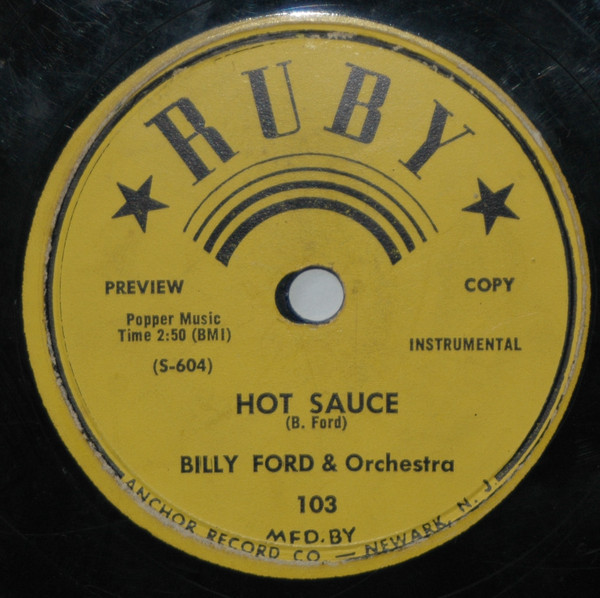 RUBY
PREVIEW COPY
Popper Music
Time 2:50 (BMI)
INSTRUMENTAL
(S-604)
HOT SAUCE
(B. Ford)
BILLY FORD & Orchestra
103
MFD. BY
ANCHOR RECORD CO. — NEWARK, N. J.